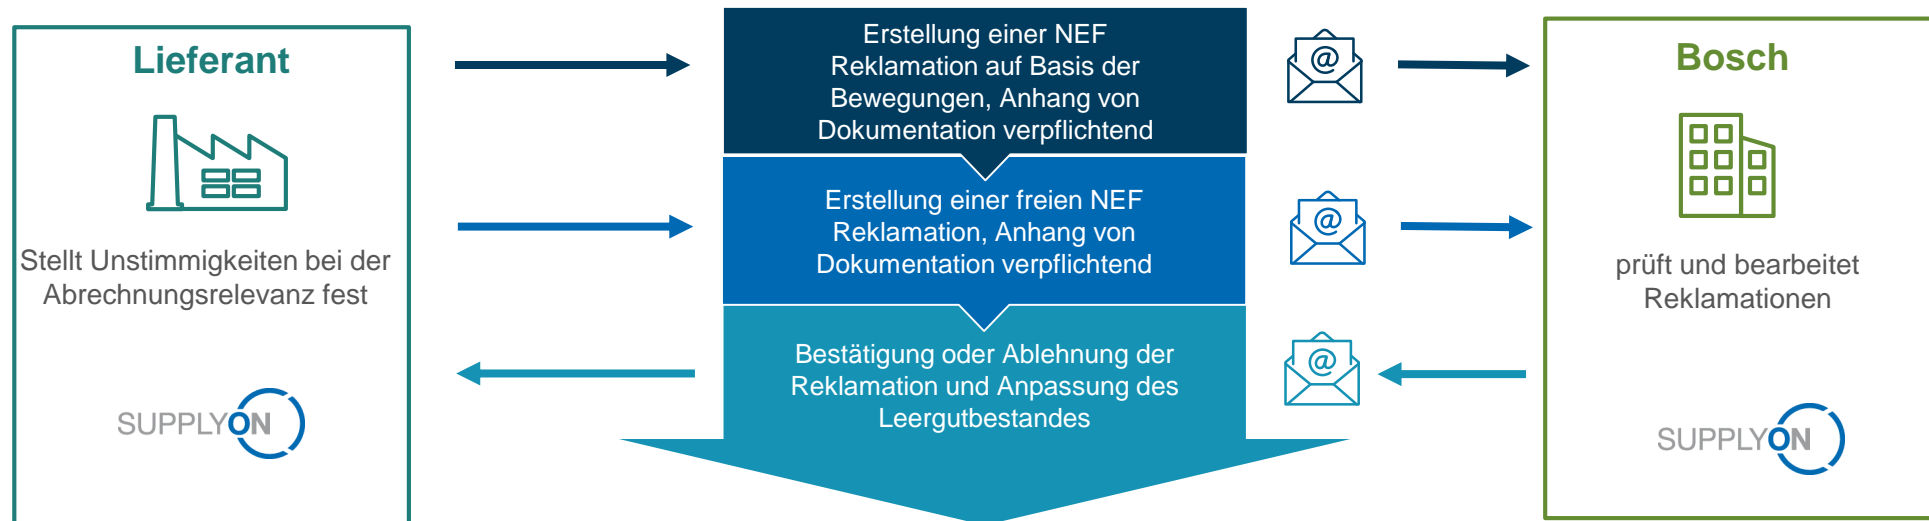 Lieferant
Stellt Unstimmigkeiten bei der
Abrechnungsrelevanz fest
SUPPLYON
Erstellung einer NEF
Reklamation auf Basis der
Bewegungen, Anhang von
Dokumentation verpflichtend
@
Erstellung einer freien NEF
Reklamation, Anhang von
Dokumentation verpflichtend
@
Bestätigung oder Ablehnung der
Reklamation und Anpassung des
Leergutbestandes
@
Bosch
prüft und bearbeitet
Reklamationen
SUPPLYON